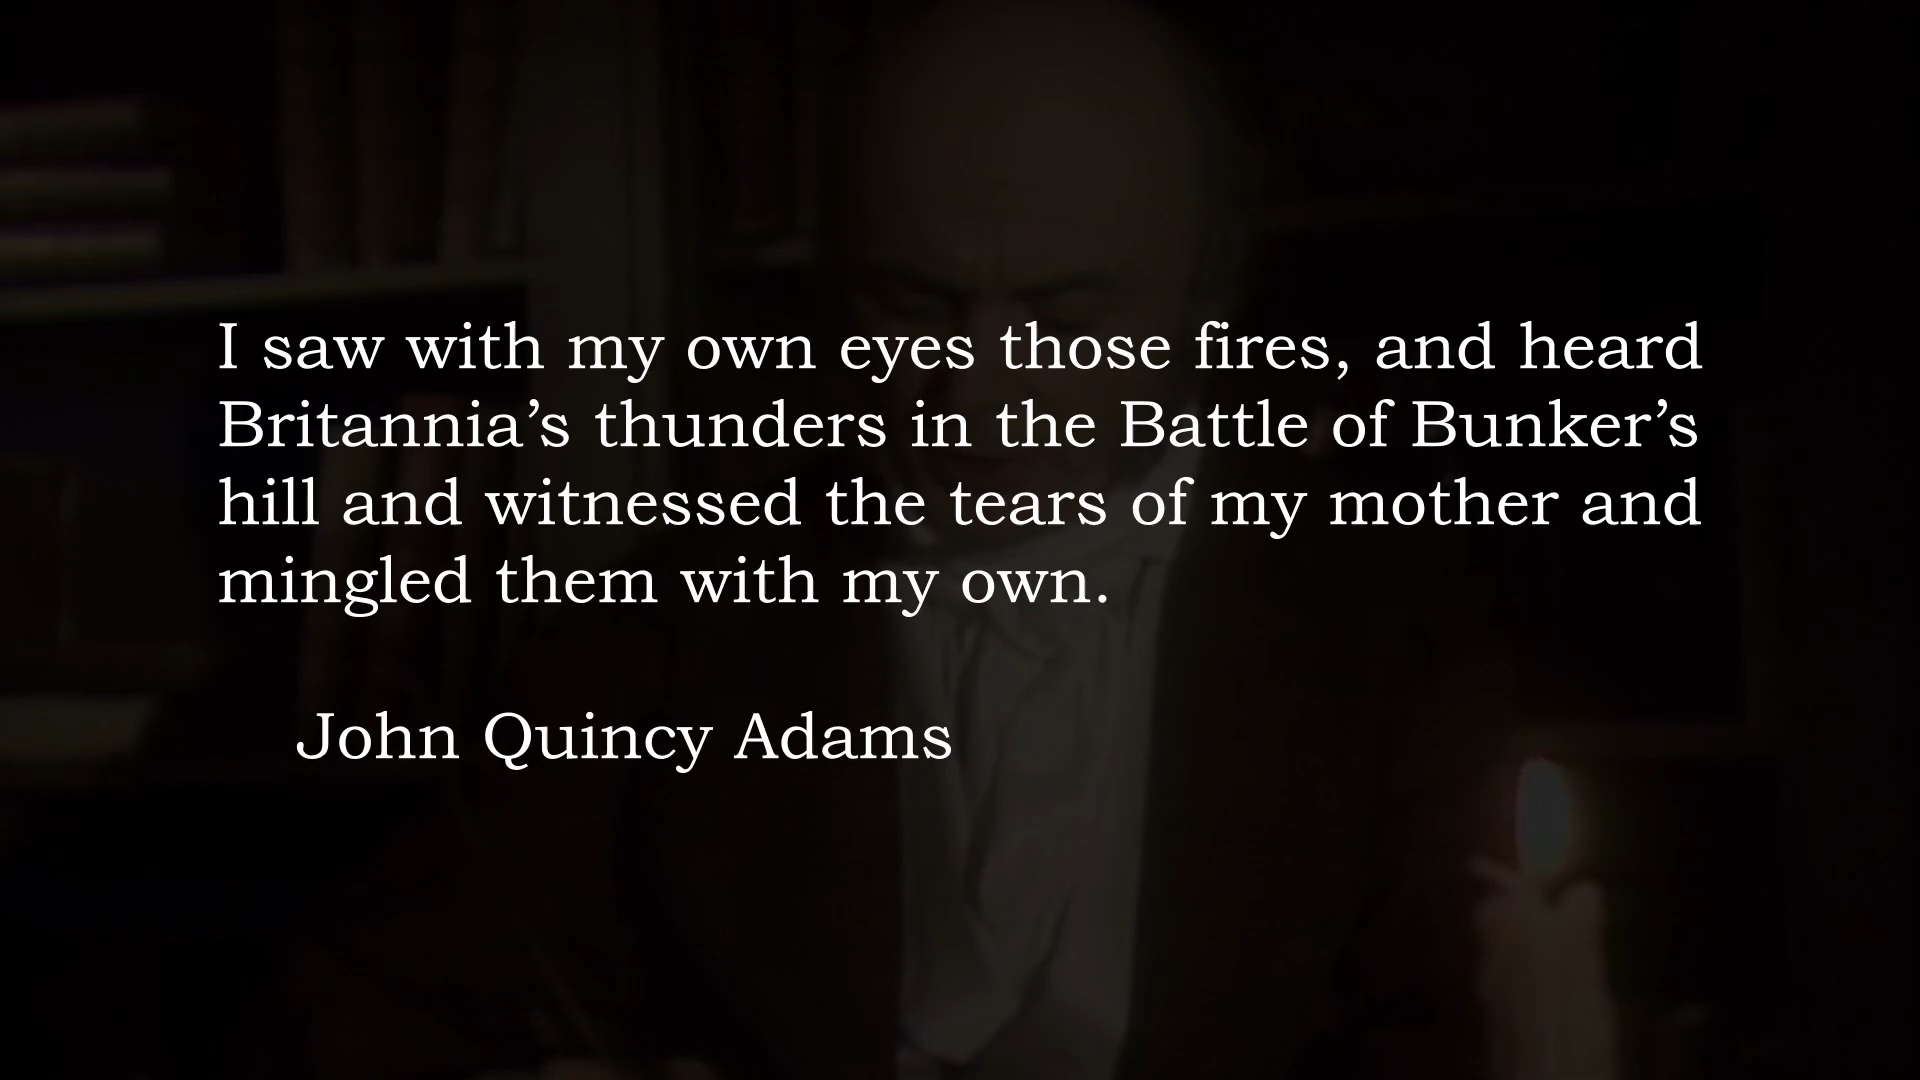 I saw with my own eyes those fires, and heard
Britannia’s thunders in the Battle of Bunker’s
hill and witnessed the tears of my mother and
mingled them with my own.
John Quincy Adams